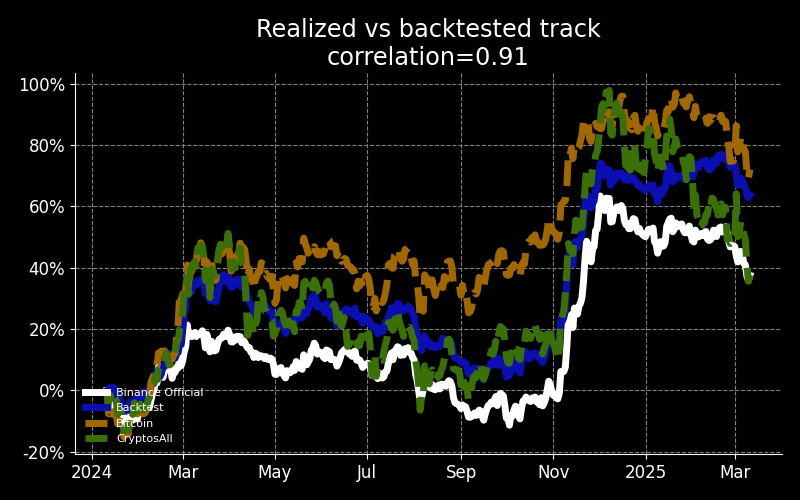 Realized vs backtested track
correlation=0.91
100%
80%
60%
40%
20%
0%
-20%
Binance Official
Backtest
Bitcoin
CryptosAll
2024 Mar May Jul Sep Nov 2025 Mar